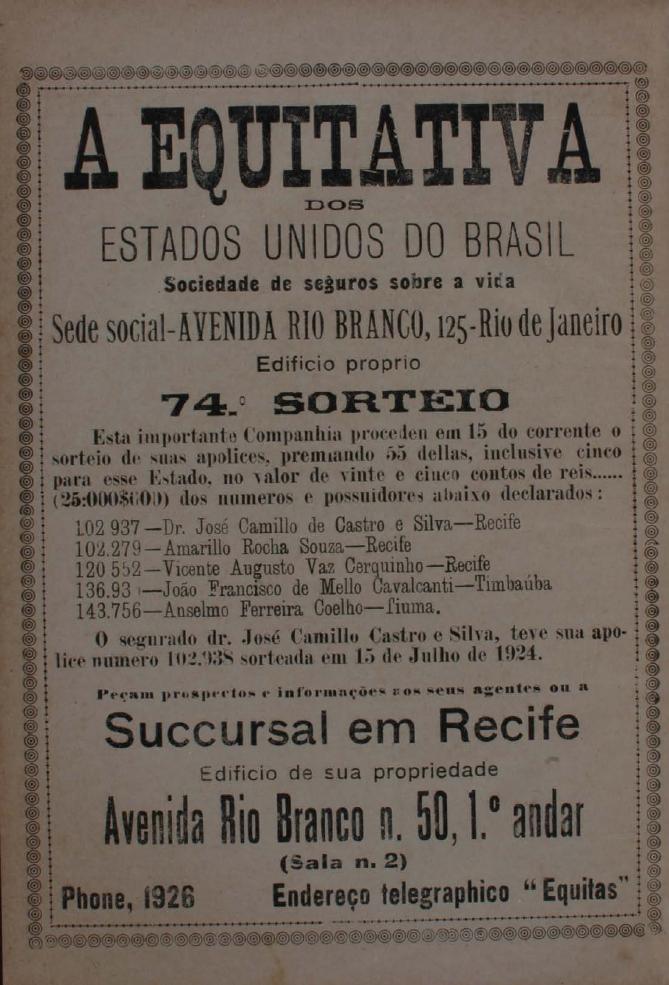 A EQUITATIVA
DOS
ESTADOS UNIDOS DO BRASIL
Sociedade de seguros sobre a vida
Sede social-AVENIDA RIO BRANCO, 125-Rio de Janeiro
Edificio proprio
74.º SORTEIO
Esta importante Companhia procedeu em 15 do corrente o
sorteio de suas apolices, premiando 55 dellas, inclusive cinco
para esse Estado, no valor de vinte e cinco contos de reis......
dos numeros e possuidores abaixo declarados:
102 937—Dr. José Camillo de Castro e Silva—Recife
102.279—Amarillo Rocha Souza—Recife
120 552—Vicente Augusto Vaz Cerquinho—Recife
—João Francisco de Mello Cavalcanti—Timbaúba
143.756—Anselmo Ferreira Coelho—
O segurado dr. José Camillo Castro e Silva, teve sua apo-
lice numero 102.938 sorteada em 15 de Julho de 1924.
Peçam prospectos e informações aos seus agentes ou a
Succursal em Recife
Edificio de sua propriedade
Avenida Rio Branco n. 50, 1.º andar
(Sala n. 2)
Phone, 1926 Endereço telegraphico "Equitas"